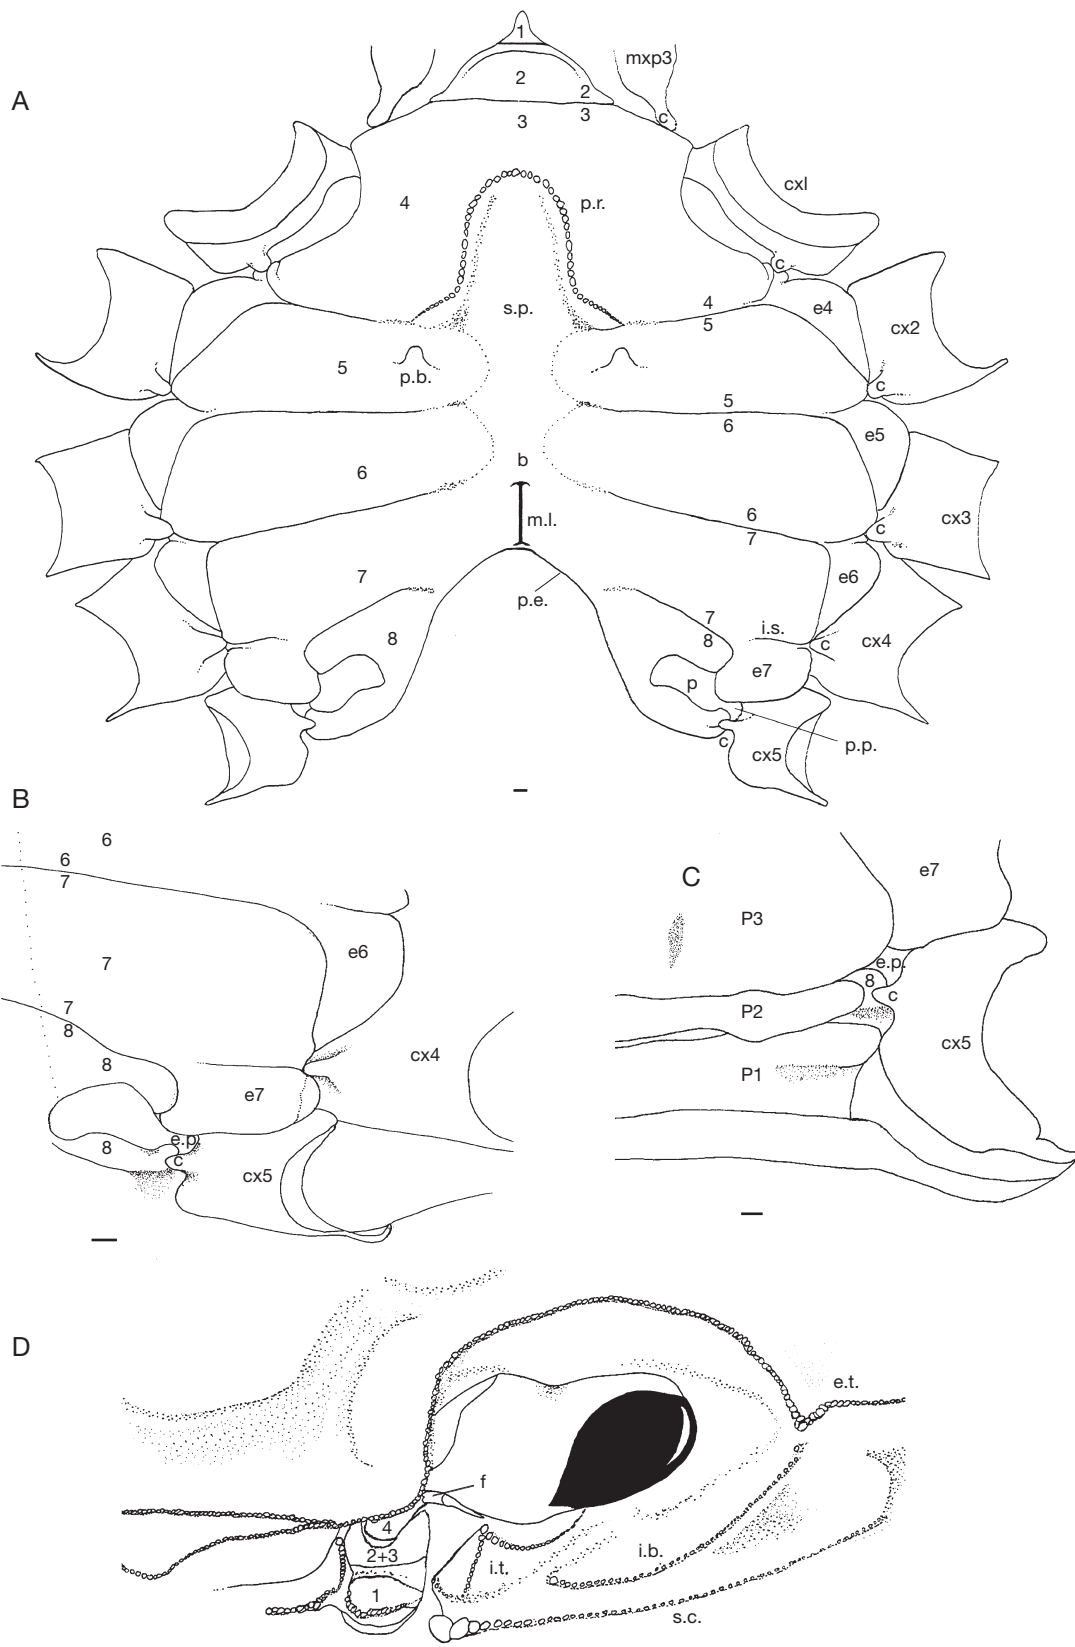 A
1
mxp3
2
2
3
3
c
cxl
4
p.r.
c
s.p.
4
5
e4
cx2
5
p.b.
c
5
6
e5
b
6
m.l.
6
7
c
cx3
7
p.e.
e6
7
8
8
i.s.
c
cx4
p
e7
c
cx5
p.p.
B
6
6
7
e6
7
7
8
8
cx4
e7
8
e.p.
c
cx5
C
e7
P3
e.p.
8
c
P2
cx5
P1
D
e.t.
f
4
2+3
i.t.
i.b.
1
s.c.